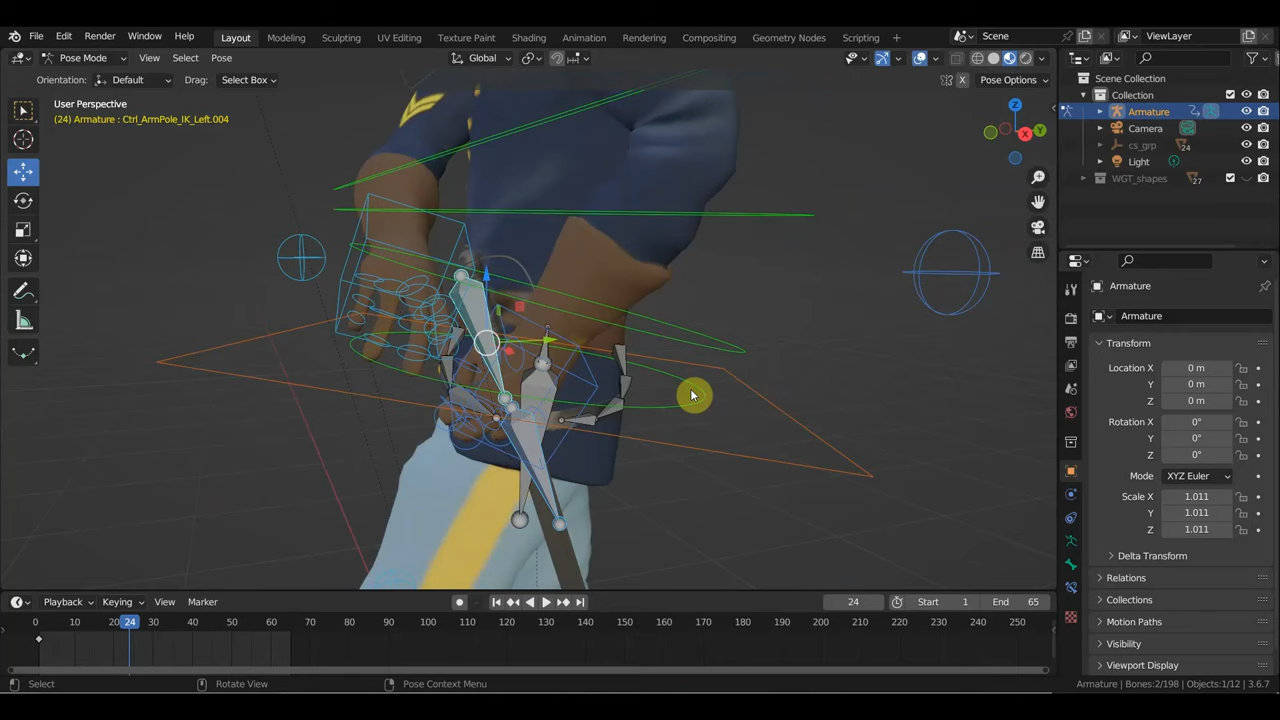 File Edit Render Window Help Layout Modeling Sculpting UV Editing Texture Paint Shading Animation Rendering Compositing Geometry Nodes Scripting + Scene ViewLayer
Pose Mode View Select Pose Global
Orientation: Default Drag: Select Box X Pose Options
User Perspective
(24) Armature : Ctrl_ArmPole_IK_Left.004
Z
X
Y
Scene Collection
Collection
Armature
Camera
cs_grp 24
Light
WGT_shapes 27
Armature
Armature
Transform
Location X 0 m
Y 0 m
Z 0 m
Rotation X 0°
Y 0°
Z 0°
Mode XYZ Euler
Scale X 1.011
Y 1.011
Z 1.011
Delta Transform
Relations
Collections
Motion Paths
Visibility
Viewport Display
Playback Keying View Marker 24 Start 1 End 65
0 10 20 24 30 40 50 60 70 80 90 100 110 120 130 140 150 160 170 180 190 200 210 220 230 240 250
Select Rotate View Pose Context Menu Armature | Bones:2/198 | Objects:1/12 | 3.6.7